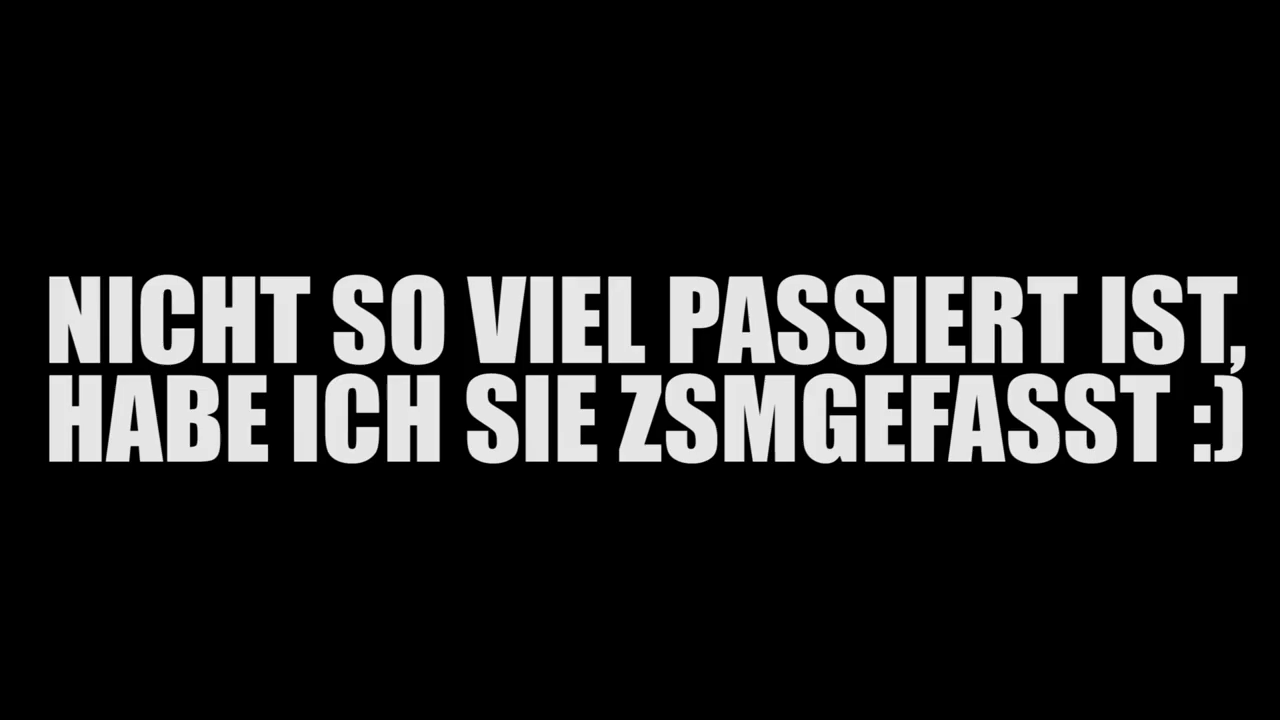 NICHT SO VIEL PASSIERT IST,
HABE ICH SIE ZSMGEFASST :)